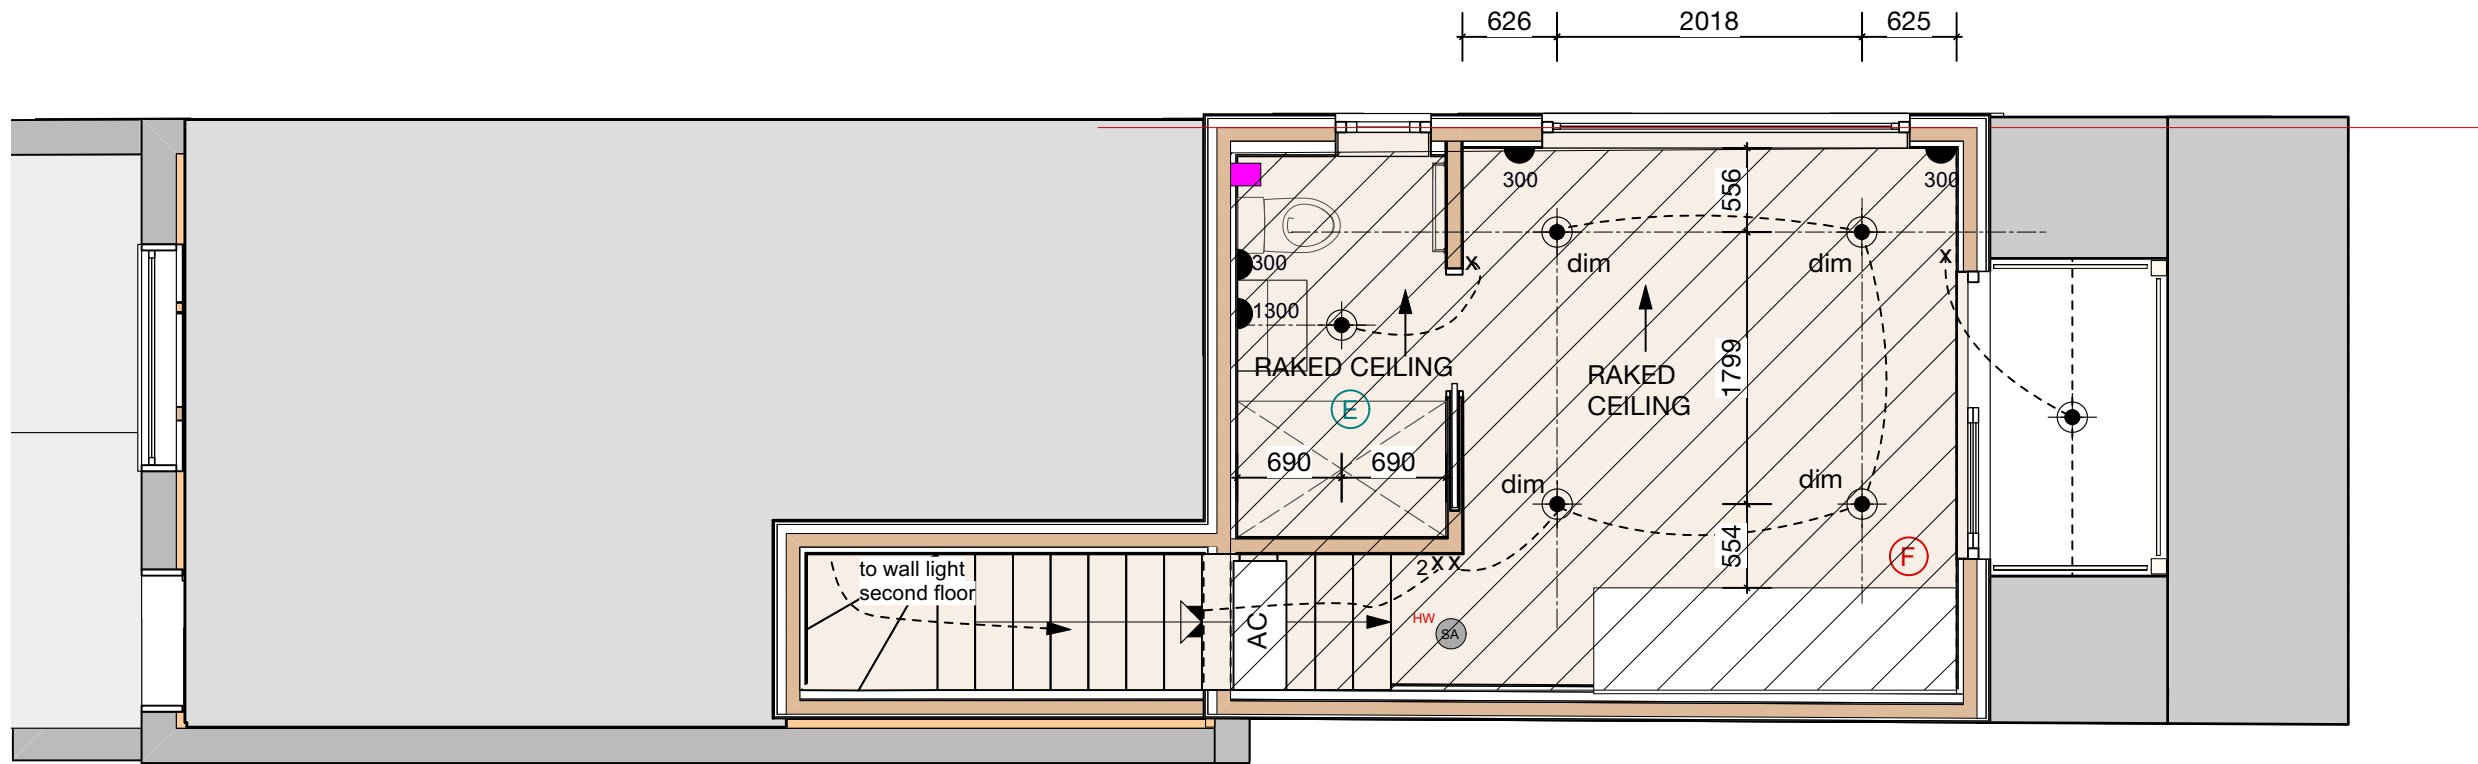 626
2018
625
300
300
556
300
x
dim
dim
x
1300
RAKED CEILING
RAKED
CEILING
1799
E
690
690
dim
dim
554
F
to wall light
second floor
2 x x
AC
HW
SA